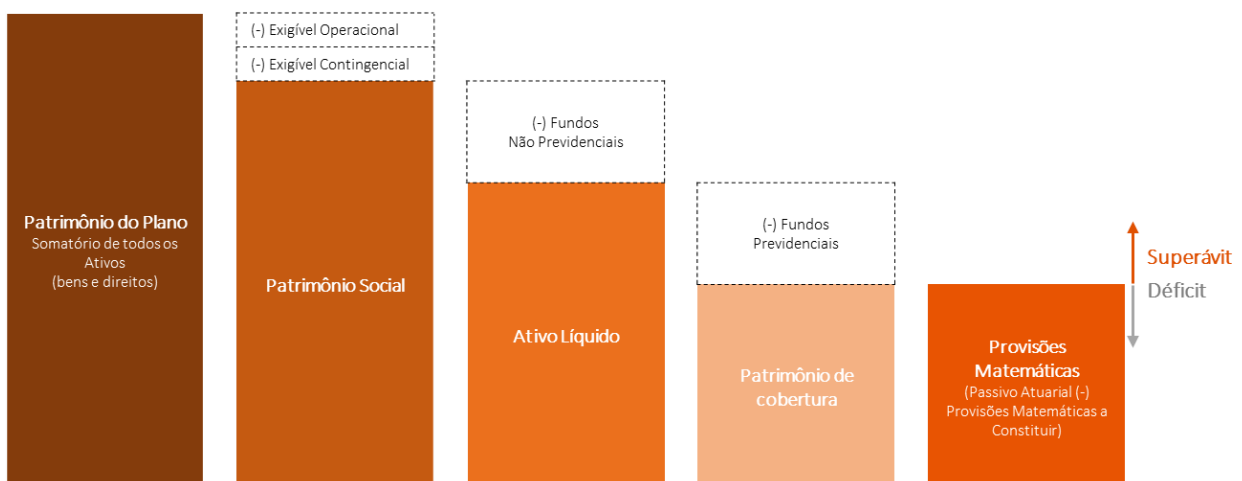 Patrimônio do Plano
Somatório de todos os
Ativos
(bens e direitos)
(-) Exigível Operacional
(-) Exigível Contingencial
Patrimônio Social
(-) Fundos
Não Previdenciais
Ativo Líquido
(-) Fundos
Previdenciais
Patrimônio de
cobertura
Provisões
Matemáticas
(Passivo Atuarial (-)
Provisões Matemáticas a
Constituir)
Superávit
Déficit